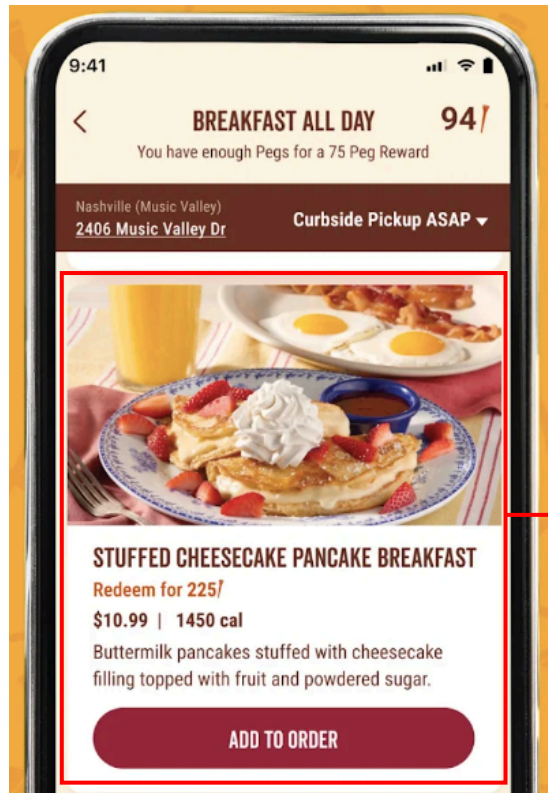 9:41
BREAKFAST ALL DAY
94
You have enough Pegs for a 75 Peg Reward
Nashville (Music Valley)
2406 Music Valley Dr
Curbside Pickup ASAP
STUFFED CHEESECAKE PANCAKE BREAKFAST
Redeem for 225
$10.99 | 1450 cal
Buttermilk pancakes stuffed with cheesecake
filling topped with fruit and powdered sugar.
ADD TO ORDER